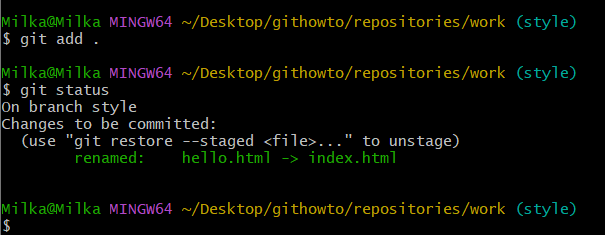 Milka@Milka MINGW64 ~/Desktop/githowto/repositories/work (style)
$ git add .
Milka@Milka MINGW64 ~/Desktop/githowto/repositories/work (style)
$ git status
On branch style
Changes to be committed:
  (use "git restore --staged <file>..." to unstage)
        renamed:    hello.html -> index.html
Milka@Milka MINGW64 ~/Desktop/githowto/repositories/work (style)
$